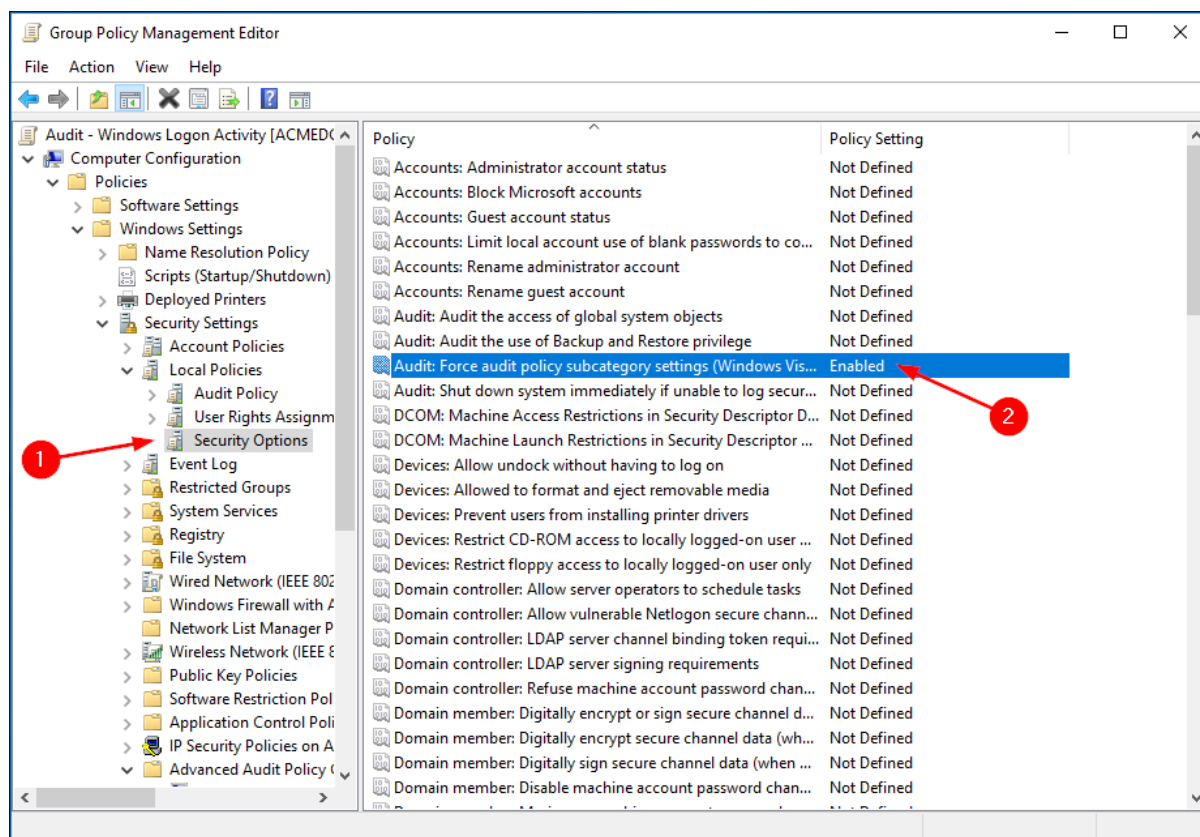 Group Policy Management Editor
File Action View Help
Audit - Windows Logon Activity [ACMEDC
Computer Configuration
Policies
Software Settings
Windows Settings
Name Resolution Policy
Scripts (Startup/Shutdown)
Deployed Printers
Security Settings
Account Policies
Local Policies
Audit Policy
User Rights Assignm
Security Options
Event Log
Restricted Groups
System Services
Registry
File System
Wired Network (IEEE 802
Windows Firewall with A
Network List Manager P
Wireless Network (IEEE 8
Public Key Policies
Software Restriction Pol
Application Control Poli
IP Security Policies on A
Advanced Audit Policy C
1
Policy Policy Setting
Accounts: Administrator account status Not Defined
Accounts: Block Microsoft accounts Not Defined
Accounts: Guest account status Not Defined
Accounts: Limit local account use of blank passwords to co... Not Defined
Accounts: Rename administrator account Not Defined
Accounts: Rename guest account Not Defined
Audit: Audit the access of global system objects Not Defined
Audit: Audit the use of Backup and Restore privilege Not Defined
Audit: Force audit policy subcategory settings (Windows Vis... Enabled
Audit: Shut down system immediately if unable to log secur... Not Defined
DCOM: Machine Access Restrictions in Security Descriptor D... Not Defined
DCOM: Machine Launch Restrictions in Security Descriptor ... Not Defined
Devices: Allow undock without having to log on Not Defined
Devices: Allowed to format and eject removable media Not Defined
Devices: Prevent users from installing printer drivers Not Defined
Devices: Restrict CD-ROM access to locally logged-on user ... Not Defined
Devices: Restrict floppy access to locally logged-on user only Not Defined
Domain controller: Allow server operators to schedule tasks Not Defined
Domain controller: Allow vulnerable Netlogon secure chann... Not Defined
Domain controller: LDAP server channel binding token requi... Not Defined
Domain controller: LDAP server signing requirements Not Defined
Domain controller: Refuse machine account password chan... Not Defined
Domain member: Digitally encrypt or sign secure channel d... Not Defined
Domain member: Digitally encrypt secure channel data (wh... Not Defined
Domain member: Digitally sign secure channel data (when ... Not Defined
Domain member: Disable machine account password chan... Not Defined
2